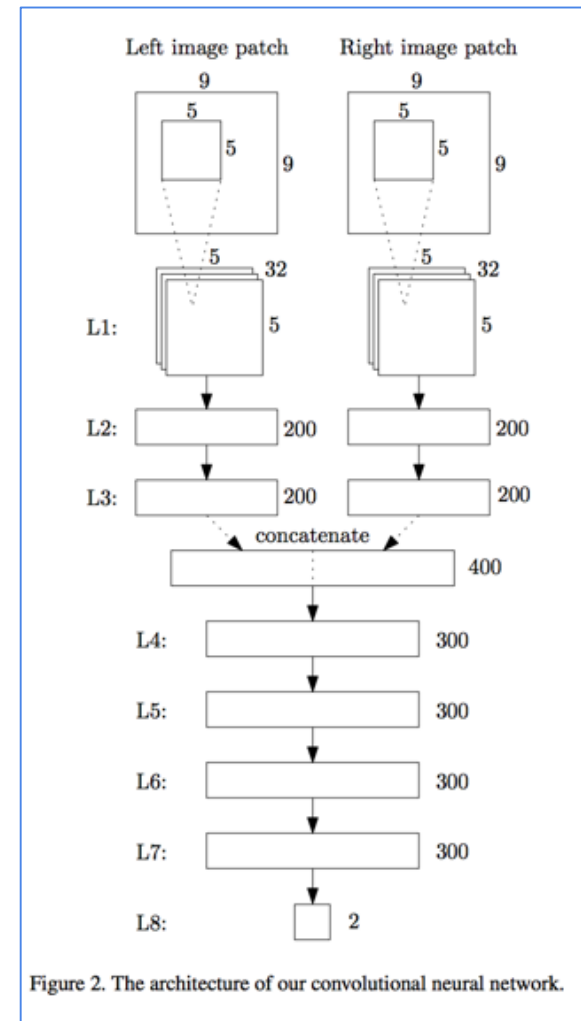 Left image patch Right image patch
9 9
5 5
5 5
9 9
5 5
32 32
L1: 5 5
L2: 200 200
L3: 200 200
concatenate
400
L4: 300
L5: 300
L6: 300
L7: 300
L8: 2
Figure 2. The architecture of our convolutional neural network.